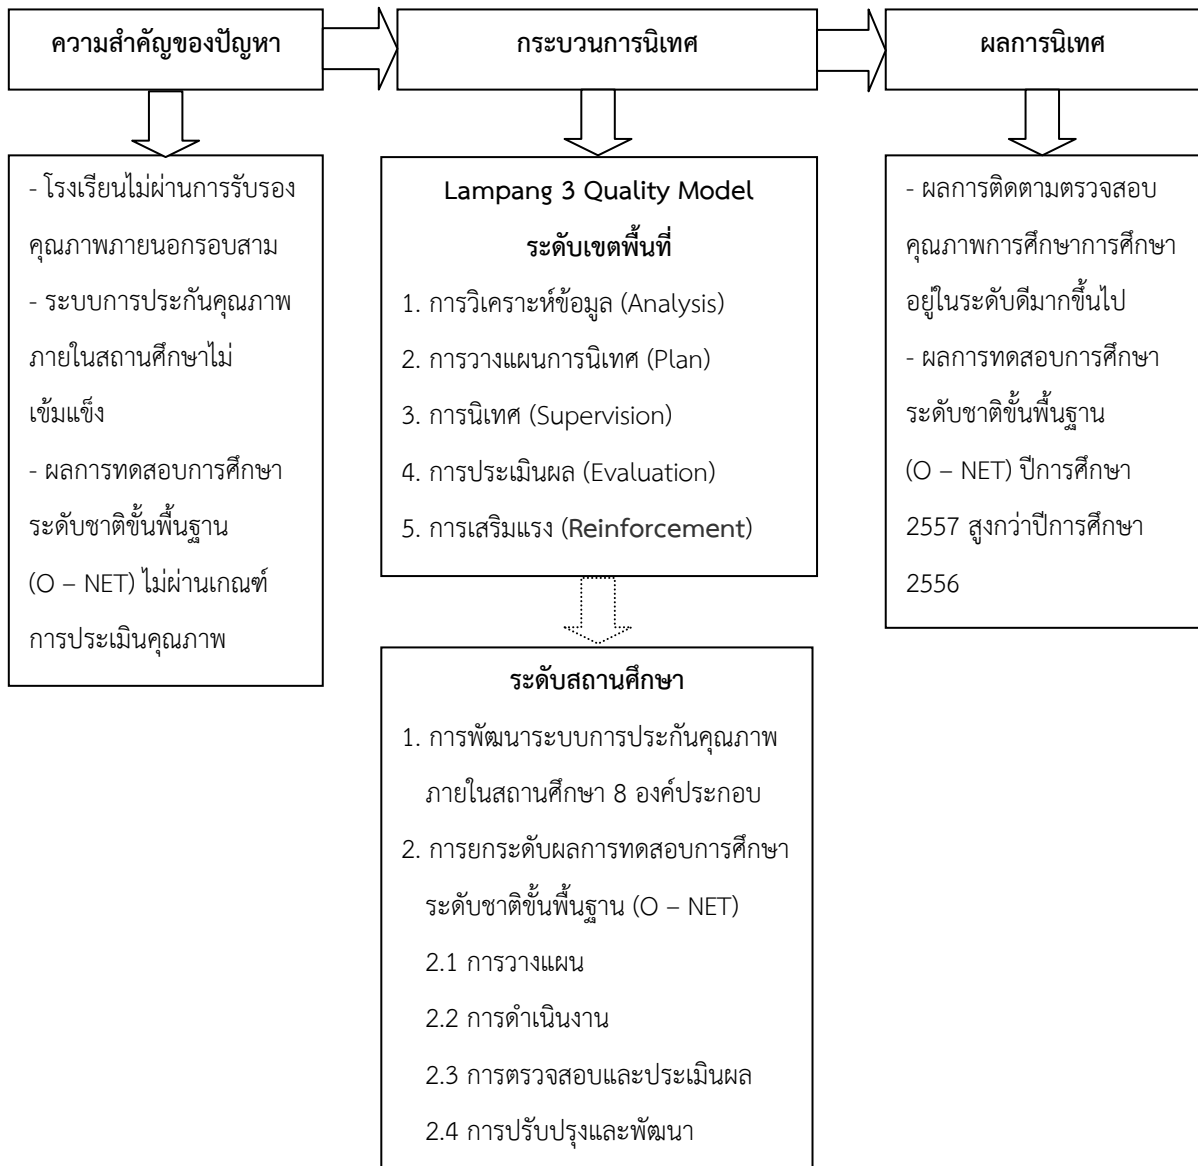 ความสำคัญของปัญหา
กระบวนการนิเทศ
ผลการนิเทศ
- โรงเรียนไม่ผ่านการรับรอง
คุณภาพภายนอกรอบสาม
- ระบบการประกันคุณภาพ
ภายในสถานศึกษาไม่
เข้มแข็ง
- ผลการทดสอบการศึกษา
ระดับชาติขั้นพื้นฐาน
(O – NET) ไม่ผ่านเกณฑ์
การประเมินคุณภาพ
Lampang 3 Quality Model
ระดับเขตพื้นที่
1. การวิเคราะห์ข้อมูล (Analysis)
2. การวางแผนการนิเทศ (Plan)
3. การนิเทศ (Supervision)
4. การประเมินผล (Evaluation)
5. การเสริมแรง (Reinforcement)
- ผลการติดตามตรวจสอบ
คุณภาพการศึกษาการศึกษา
อยู่ในระดับดีมากขึ้นไป
- ผลการทดสอบการศึกษา
ระดับชาติขั้นพื้นฐาน
(O – NET) ปีการศึกษา
2557 สูงกว่าปีการศึกษา
2556
ระดับสถานศึกษา
1. การพัฒนาระบบการประกันคุณภาพ
ภายในสถานศึกษา 8 องค์ประกอบ
2. การยกระดับผลการทดสอบการศึกษา
ระดับชาติขั้นพื้นฐาน (O – NET)
2.1 การวางแผน
2.2 การดำเนินงาน
2.3 การตรวจสอบและประเมินผล
2.4 การปรับปรุงและพัฒนา